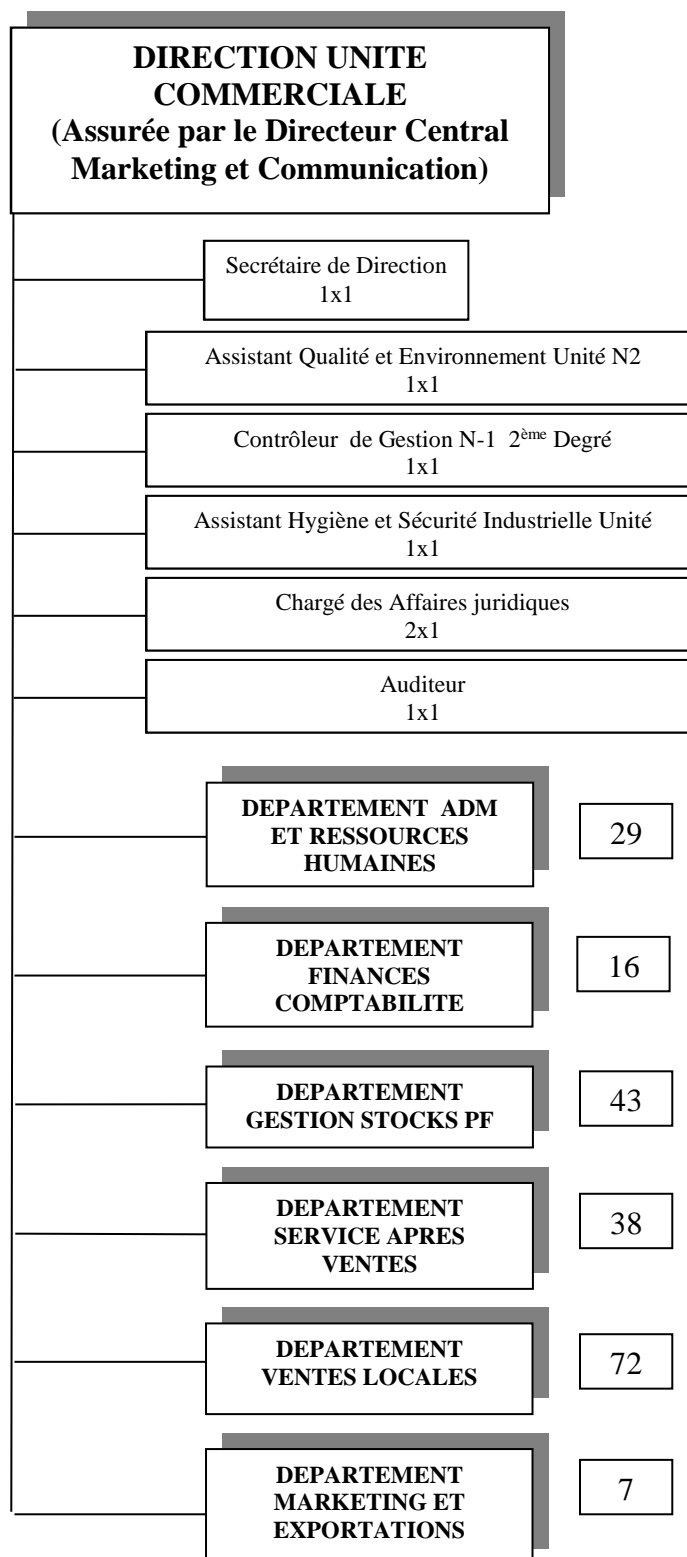 DIRECTION UNITE
COMMERCIALE
(Assurée par le Directeur Central
Marketing et Communication)
Secrétaire de Direction
1x1
Assistant Qualité et Environnement Unité N2
1x1
Contrôleur de Gestion N-1 2ème Degré
1x1
Assistant Hygiène et Sécurité Industrielle Unité
1x1
Chargé des Affaires juridiques
2x1
Auditeur
1x1
DEPARTEMENT ADM
ET RESSOURCES
HUMAINES
29
DEPARTEMENT
FINANCES
COMPTABILITE
16
DEPARTEMENT
GESTION STOCKS PF
43
DEPARTEMENT
SERVICE APRES
VENTES
38
DEPARTEMENT
VENTES LOCALES
72
DEPARTEMENT
MARKETING ET
EXPORTATIONS
7